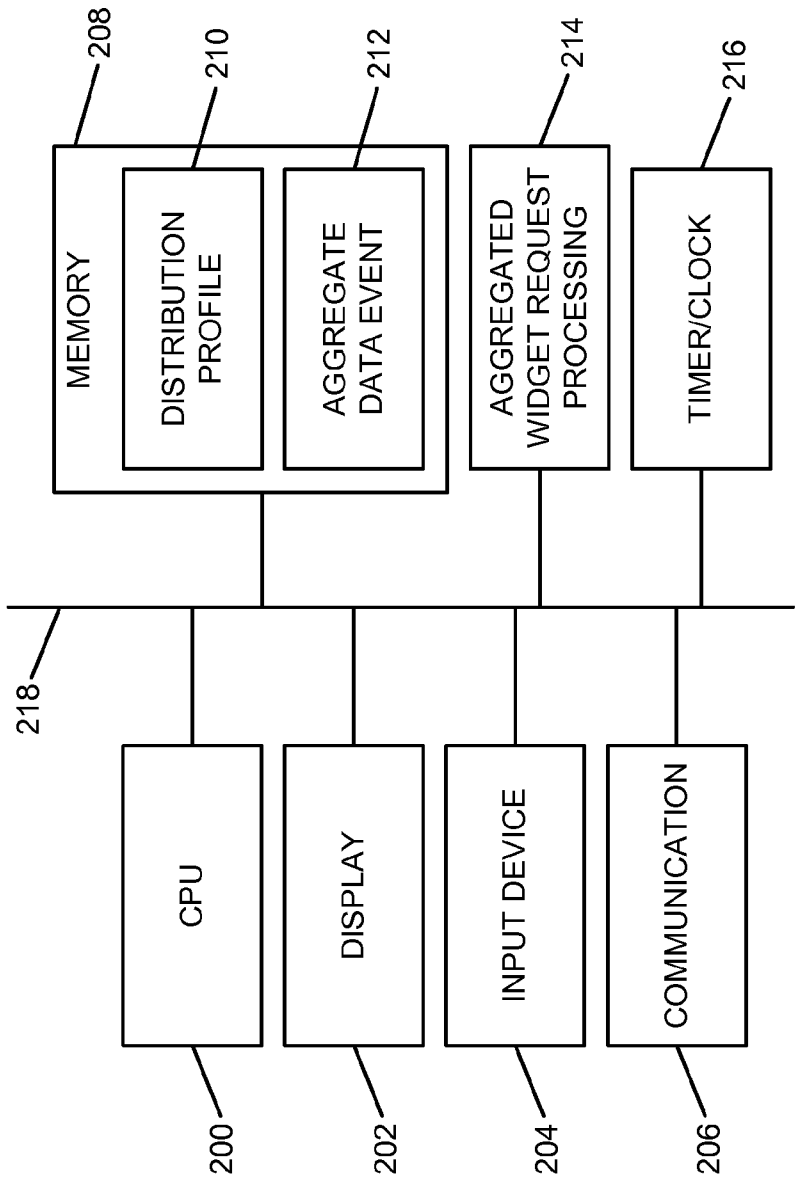 200
CPU
202
DISPLAY
204
INPUT DEVICE
206
COMMUNICATION
218
MEMORY
208
DISTRIBUTION
PROFILE
210
AGGREGATE
DATA EVENT
212
AGGREGATED
WIDGET REQUEST
PROCESSING
214
TIMER/CLOCK
216